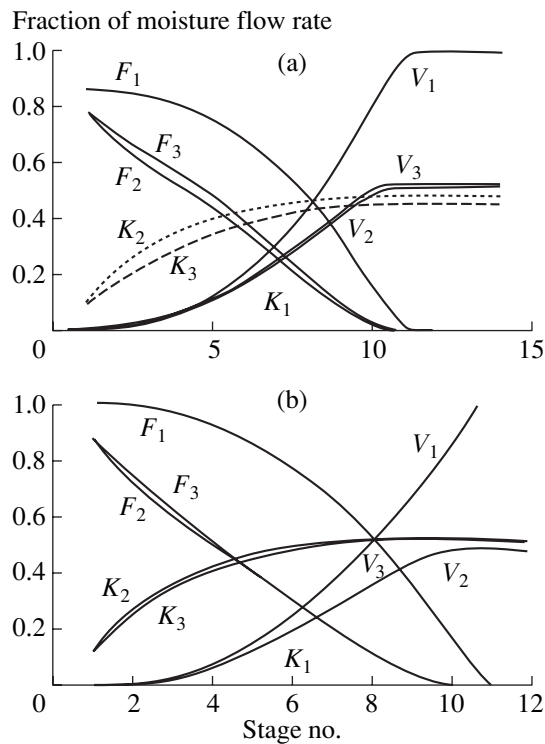 Fraction of moisture flow rate
1.0
(a)
F1
V1
0.8
F3
V3
0.6
F2
0.4
K2
V2
K3
0.2
K1
0
5
10
15
1.0
(b)
F1
V1
0.8
F3
F2
0.6
V3
V2
0.4
K2
K3
0.2
K1
0
2
4
6
8
10
12
Stage no.